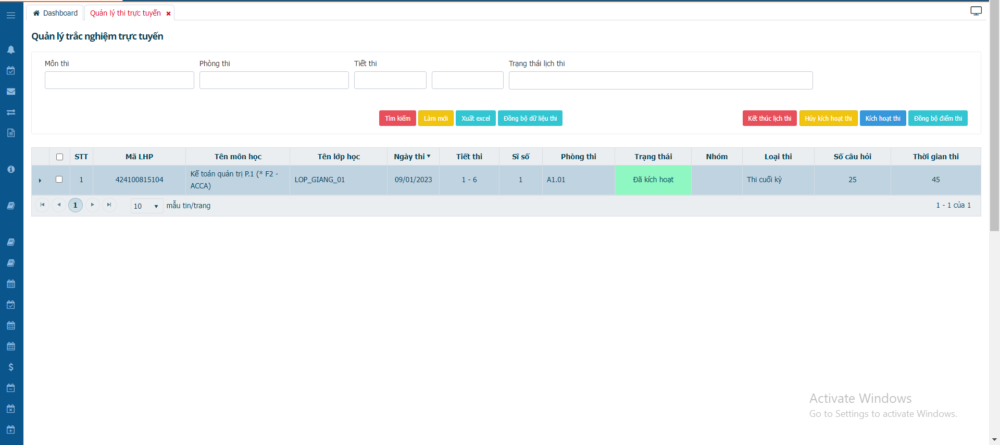 Dashboard
Quản lý thi trực tuyến
Quản lý trắc nghiệm trực tuyến
Môn thi
Phòng thi
Tiết thi
Trạng thái lịch thi
Tìm kiếm
Làm mới
Xuất excel
Đồng bộ dữ liệu thi
Kết thúc lịch thi
Hủy kích hoạt thi
Kích hoạt thi
Đồng bộ điểm thi
STT Mã LHP Tên môn học Tên lớp học Ngày thi Tiết thi Sĩ số Phòng thi Trạng thái Nhóm Loại thi Số câu hỏi Thời gian thi
1 424100815104 Kế toán quản trị P.1 (* F2 -
ACCA) LOP_GIANG_01 09/01/2023 1 - 6 1 A1.01 Đã kích hoạt Thi cuối kỳ 25 45
1 10 mẫu tin/trang 1 - 1 của 1
Activate Windows
Go to Settings to activate Windows.